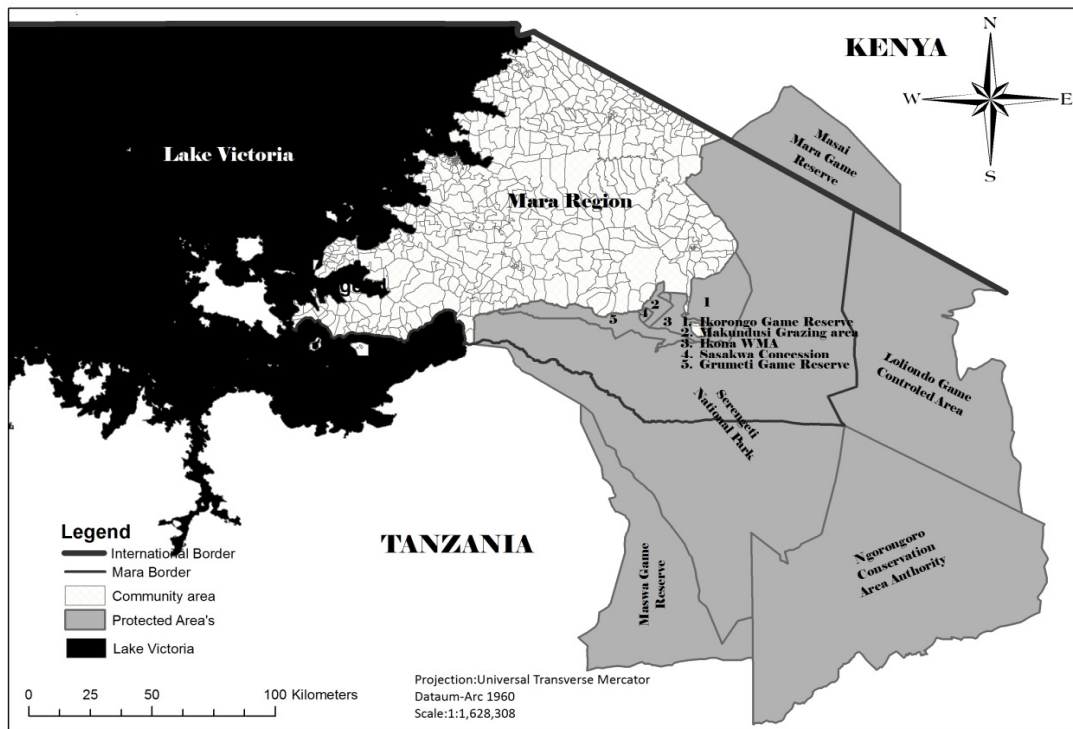 KENYA
N
W
E
S
Masai
Mara Game
Reserve
Lake Victoria
Mara Region
1
2
4
3
5
1. Ikorongo Game Reserve
2. Makundusi Grazing area
3. Ikona WMA
4. Sasakwa Concession
5. Grumeti Game Reserve
Loliondo Game
Controled Area
Serengeti
National Park
TANZANIA
Ngorongoro
Conservation
Area Authority
Maswa Game
Reserve
Legend
International Border
Mara Border
Community area
Protected Area's
Lake Victoria
0 25 50 100 Kilometers
Projection:Universal Transverse Mercator
Dataum-Arc 1960
Scale:1:1,628,308